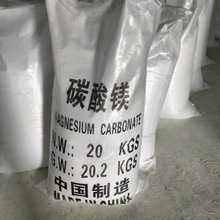 碳酸镁
MAGNESIUM CARBONATE
N.W.: 20 KGS
G.W.: 20.2 KGS
中国制造
MADE IN CHINA